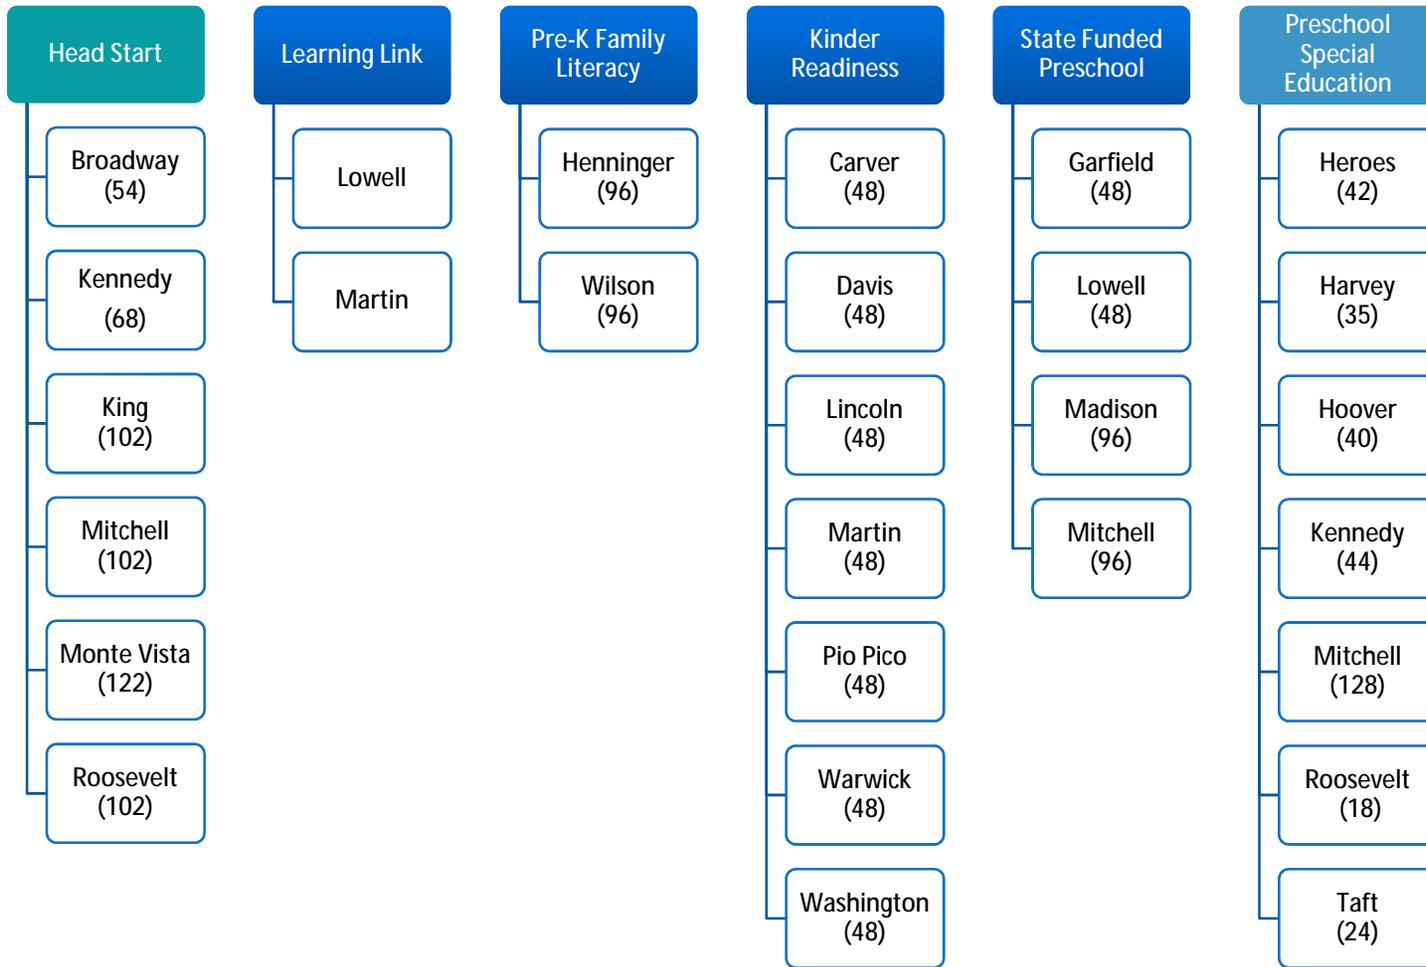 Head Start
Broadway
(54)
Kennedy
(68)
King
(102)
Mitchell
(102)
Monte Vista
(122)
Roosevelt
(102)
Learning Link
Lowell
Martin
Pre-K Family
Literacy
Henninger
(96)
Wilson
(96)
Kinder
Readiness
Carver
(48)
Davis
(48)
Lincoln
(48)
Martin
(48)
Pio Pico
(48)
Warwick
(48)
Washington
(48)
State Funded
Preschool
Garfield
(48)
Lowell
(48)
Madison
(96)
Mitchell
(96)
Preschool
Special
Education
Heroes
(42)
Harvey
(35)
Hoover
(40)
Kennedy
(44)
Mitchell
(128)
Roosevelt
(18)
Taft
(24)